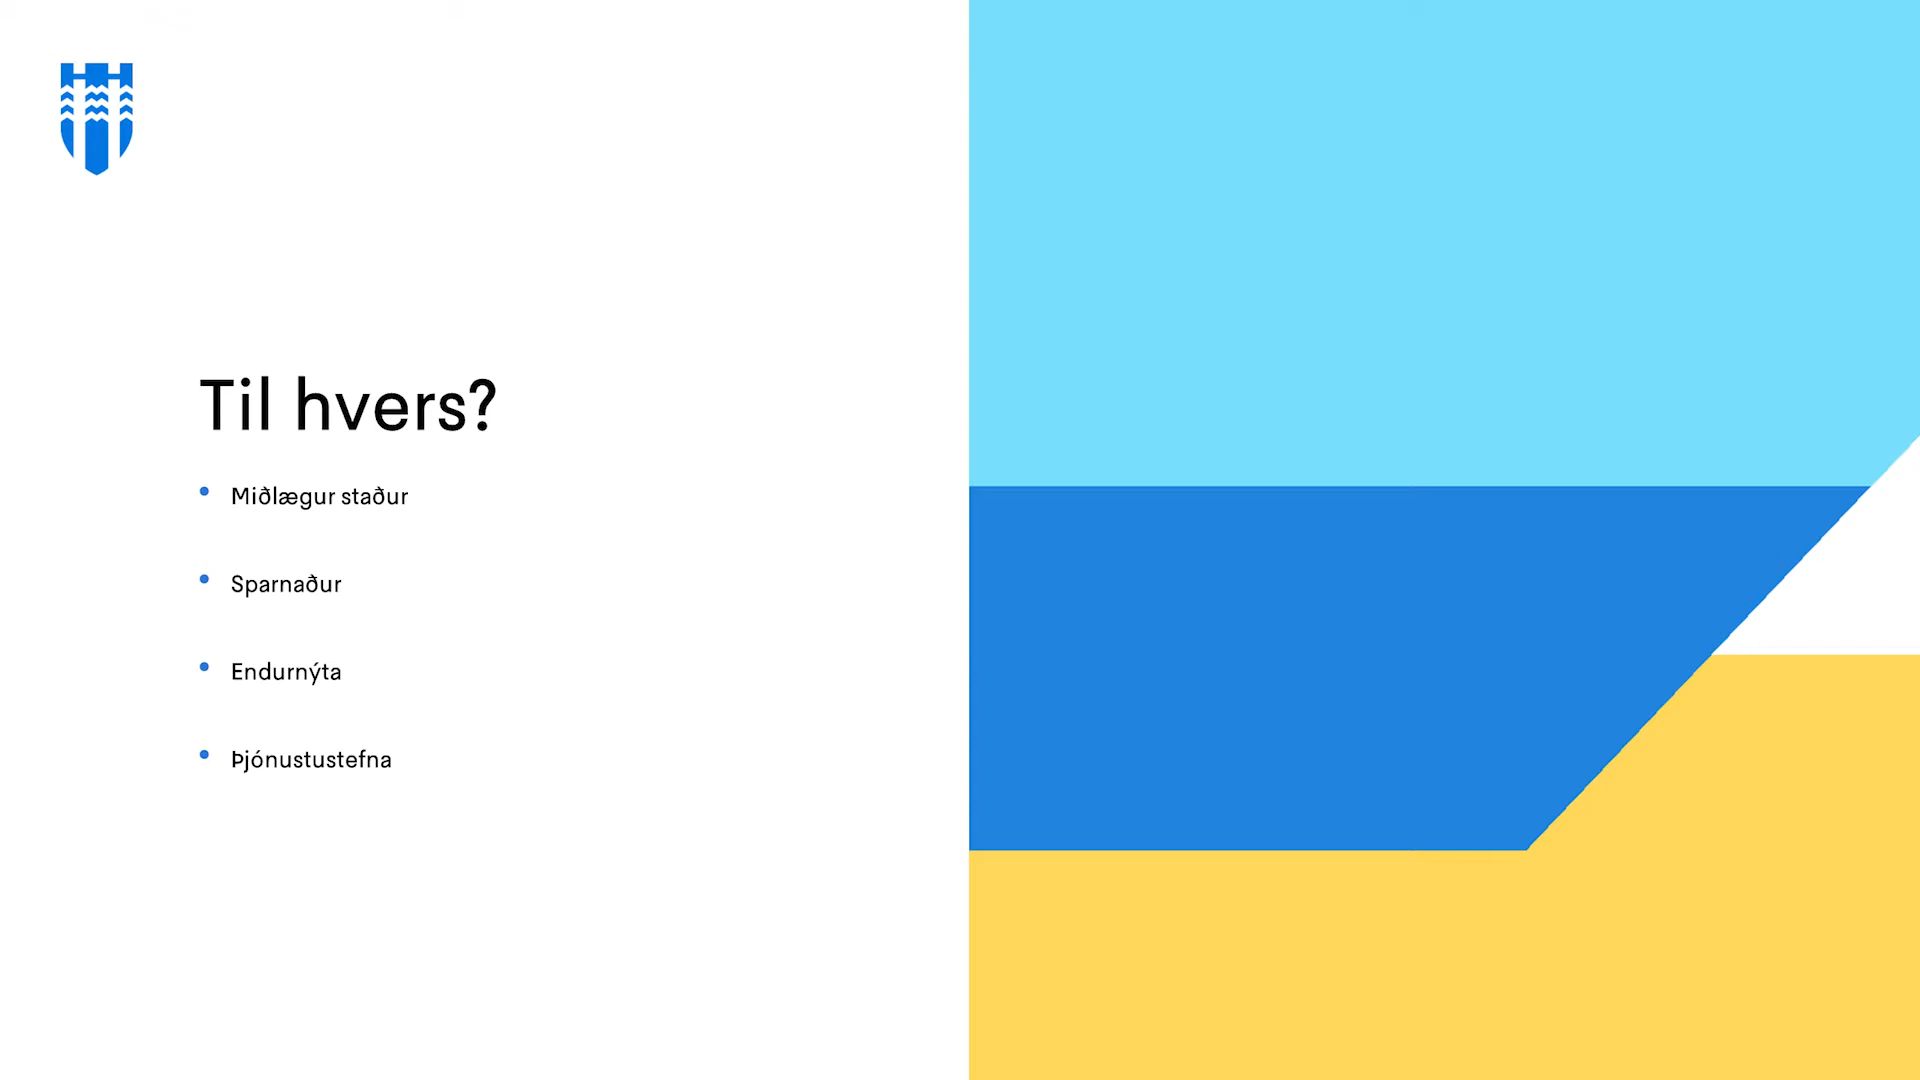 Til hvers?
Miðlægur staður
Sparnaður
Endurnýta
Þjónustustefna